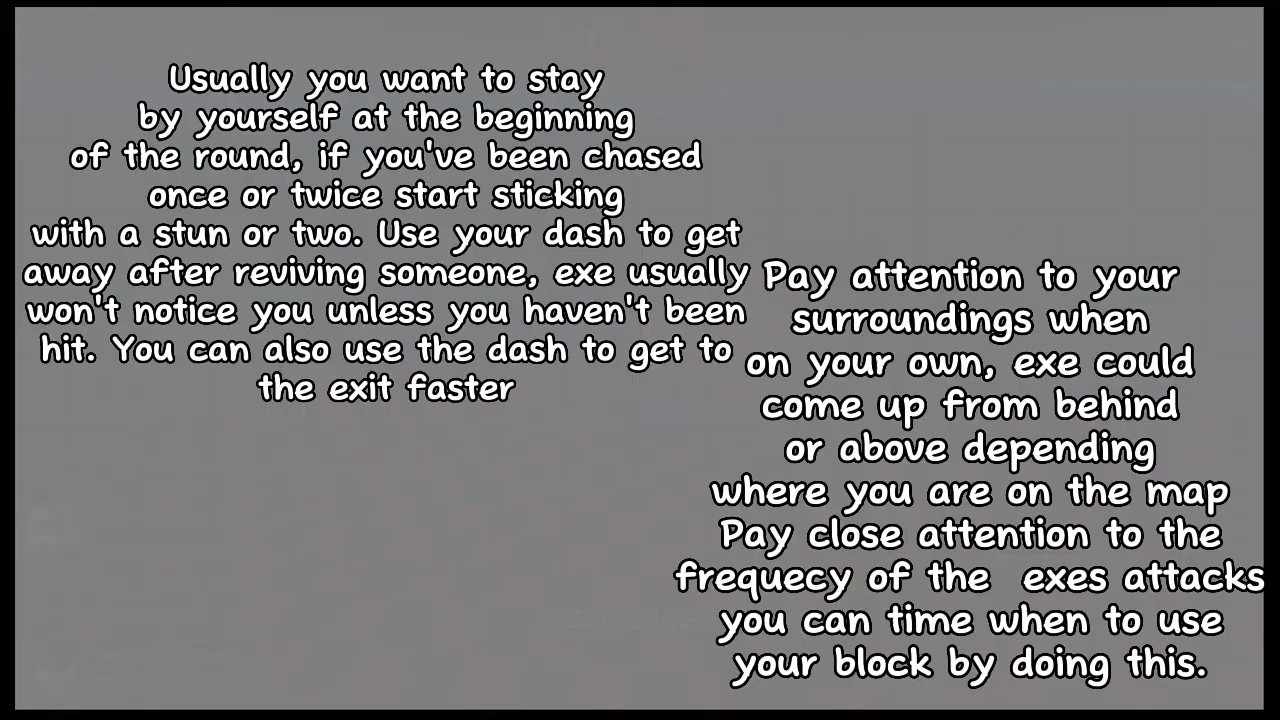 Usually you want to stay
by yourself at the beginning
of the round, if you've been chased
once or twice start sticking
with a stun or two. Use your dash to get
away after reviving someone, exe usually
won't notice you unless you haven't been
hit. You can also use the dash to get to
the exit faster
Pay attention to your
surroundings when
on your own, exe could
come up from behind
or above depending
where you are on the map
Pay close attention to the
frequecy of the exes attacks
you can time when to use
your block by doing this.